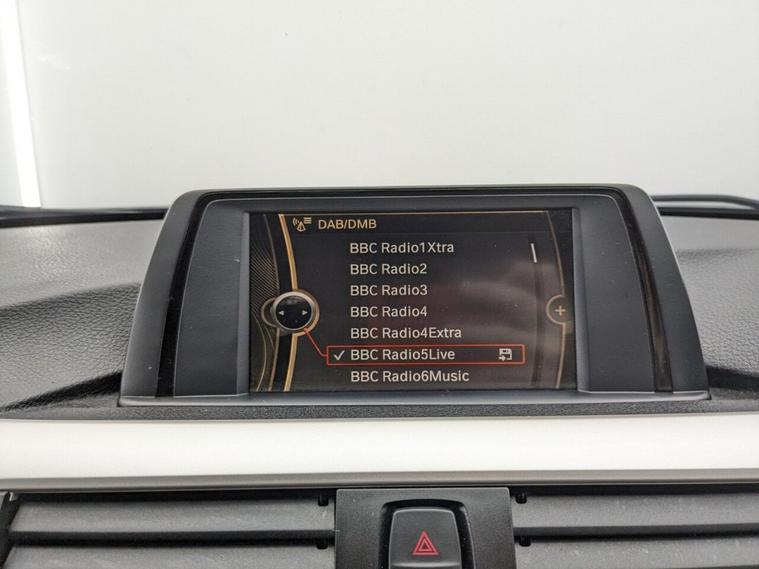 DAB/DMB
BBC Radio1Xtra
BBC Radio2
BBC Radio3
BBC Radio4
BBC Radio4Extra
BBC Radio5Live
BBC Radio6Music